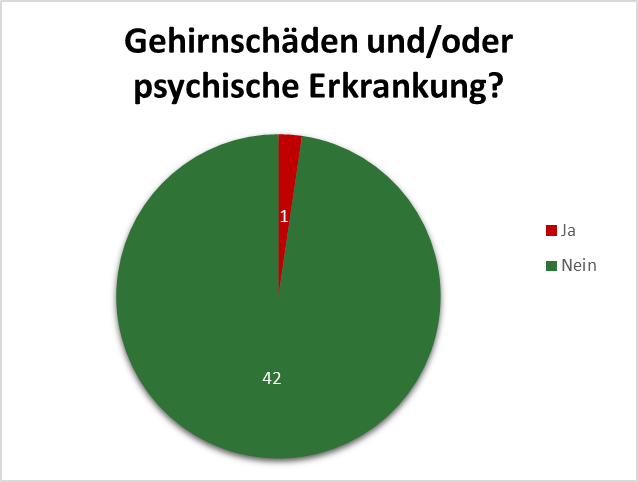 Gehirnschäden und/oder
psychische Erkrankung?
1
Ja
Nein
42